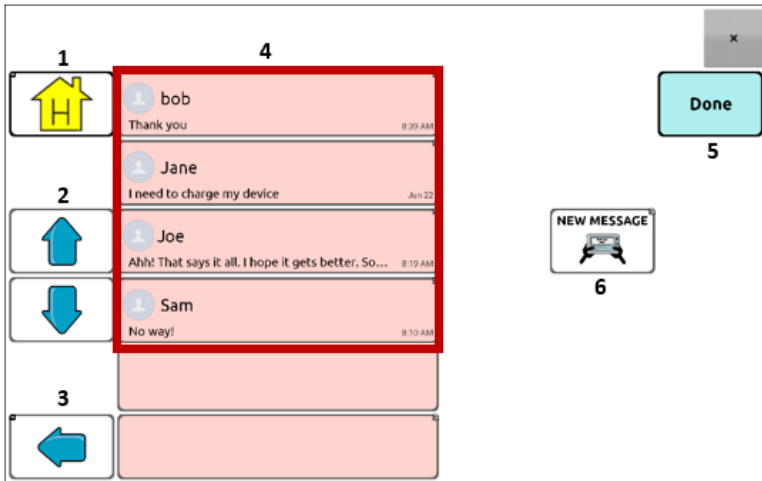 ×
1
4
H
bob
Thank you
8:39 AM
Done
5
2
Jane
I need to charge my device
Jun 22
Joe
Ahh! That says it all. I hope it gets better. So...
8:19 AM
NEW MESSAGE
6
Sam
No way!
8:10 AM
3